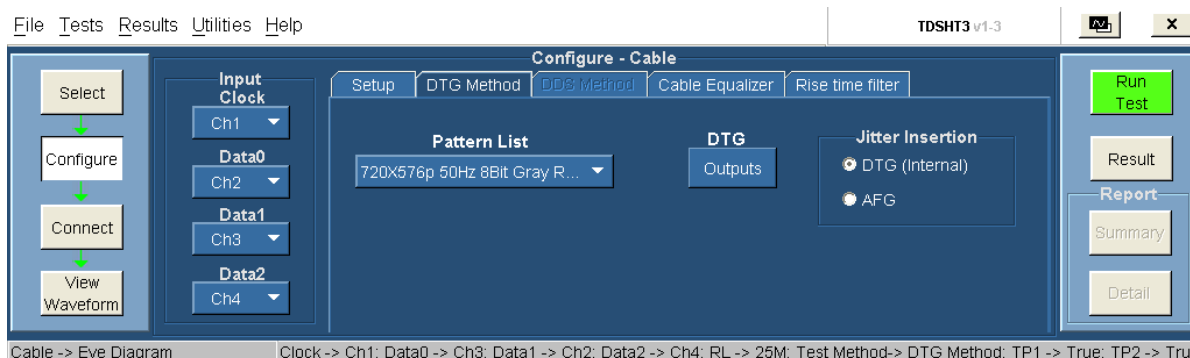 File Tests Results Utilities Help
TDSHT3 v1-3
x
Configure - Cable
Select
Configure
Connect
View
Waveform
Input
Clock
Ch1
Data0
Ch2
Data1
Ch3
Data2
Ch4
Setup DTG Method DDS Method Cable Equalizer Rise time filter
Pattern List
720X576p 50Hz 8Bit Gray R...
DTG
Outputs
Jitter Insertion
DTG (Internal)
AFG
Run
Test
Result
Report
Summary
Detail
Cable -> Eye Diagram
Clock -> Ch1: Data0 -> Ch3: Data1 -> Ch2: Data2 -> Ch4: RL -> 25M: Test Method-> DTG Method: TP1 -> True: TP2 -> Tru